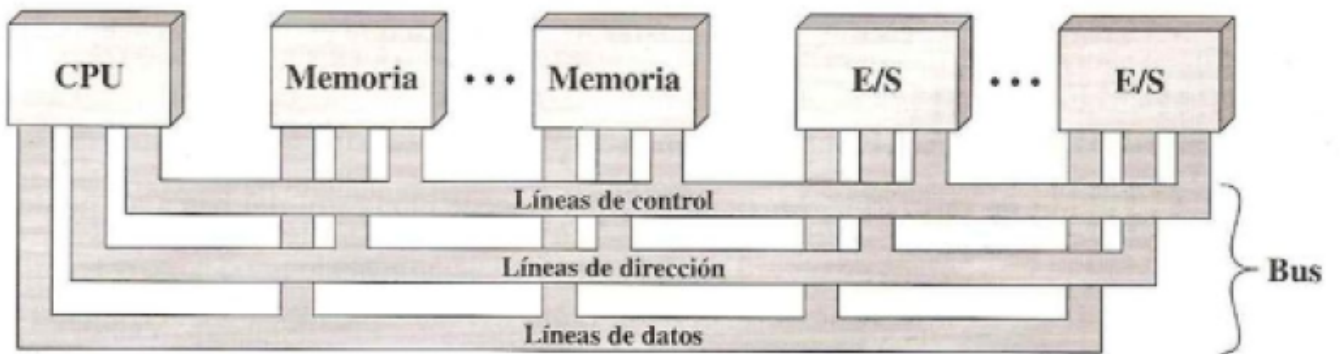 CPU
Memoria
• • •
Memoria
E/S
• • •
E/S
Líneas de control
Líneas de dirección
Líneas de datos
Bus